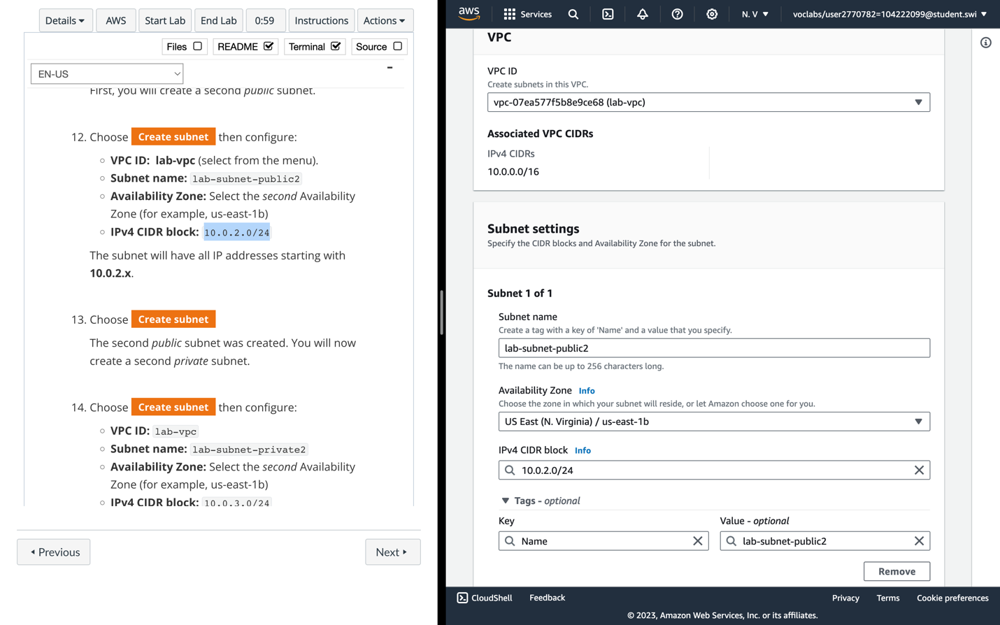 Details
AWS
Start Lab
End Lab
0:59
Instructions
Actions
Files
README
Terminal
Source
EN-US
First, you will create a second public subnet.
12. Choose Create subnet then configure:
VPC ID: lab-vpc (select from the menu).
Subnet name: lab-subnet-public2
Availability Zone: Select the second Availability
Zone (for example, us-east-1b)
IPv4 CIDR block: 10.0.2.0/24
The subnet will have all IP addresses starting with
10.0.2.x.
13. Choose Create subnet
The second public subnet was created. You will now
create a second private subnet.
14. Choose Create subnet then configure:
VPC ID: lab-vpc
Subnet name: lab-subnet-private2
Availability Zone: Select the second Availability
Zone (for example, us-east-1b)
IPv4 CIDR block: 10.0.3.0/24
Previous
Next
aws
Services
N. V
voclabs/user2770782=104222099@student.swi
VPC
VPC ID
Create subnets in this VPC.
vpc-07ea577f5b8e9ce68 (lab-vpc)
Associated VPC CIDRs
IPv4 CIDRs
10.0.0.0/16
Subnet settings
Specify the CIDR blocks and Availability Zone for the subnet.
Subnet 1 of 1
Subnet name
Create a tag with a key of 'Name' and a value that you specify.
lab-subnet-public2
The name can be up to 256 characters long.
Availability Zone Info
Choose the zone in which your subnet will reside, or let Amazon choose one for you.
US East (N. Virginia) / us-east-1b
IPv4 CIDR block Info
10.0.2.0/24
Tags - optional
Key
Value - optional
Name
lab-subnet-public2
Remove
CloudShell
Feedback
Privacy
Terms
Cookie preferences
© 2023, Amazon Web Services, Inc. or its affiliates.